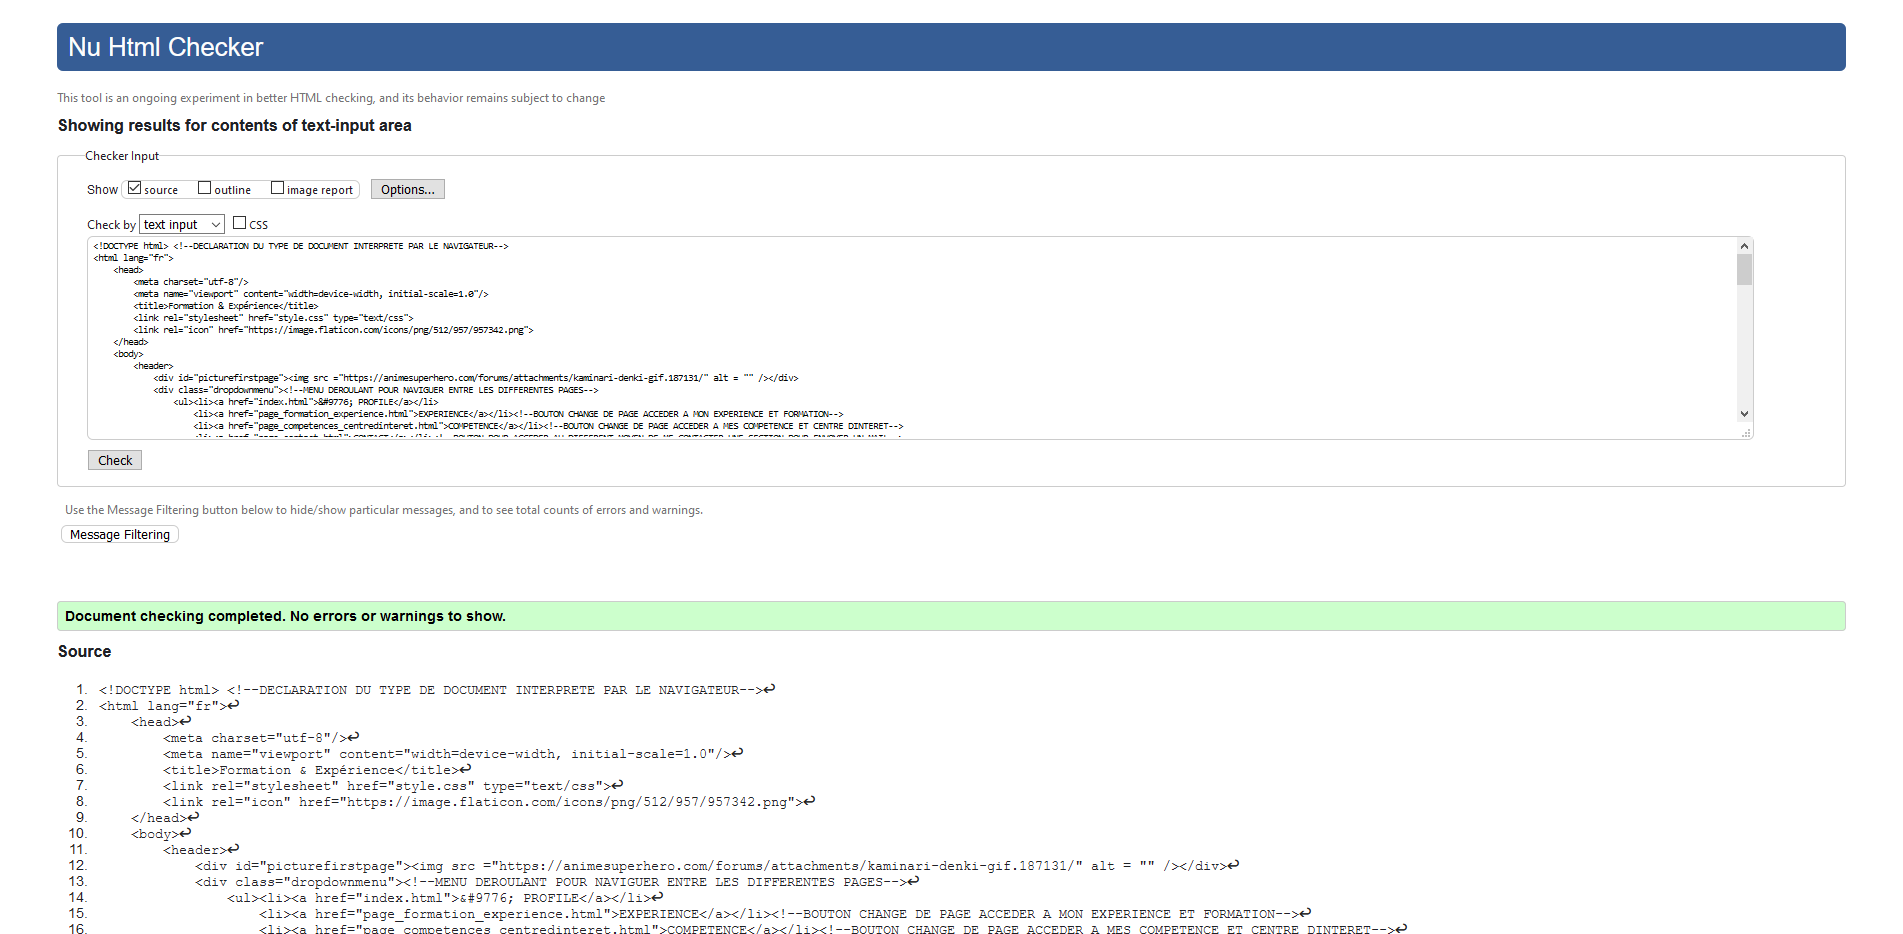 Nu Html Checker
This tool is an ongoing experiment in better HTML checking, and its behavior remains subject to change
Showing results for contents of text-input area
Checker Input
Show source outline image report Options...
Check by text input CSS
<!DOCTYPE html> <!--DECLARATION DU TYPE DE DOCUMENT INTERPRETE PAR LE NAVIGATEUR-->
<html lang="fr">
<head>
<meta charset="utf-8"/>
<meta name="viewport" content="width=device-width, initial-scale=1.0"/>
<title>Formation & Expérience</title>
<link rel="stylesheet" href="style.css" type="text/css">
<link rel="icon" href="https://image.flaticon.com/icons/png/512/957/957342.png">
</head>
<body>
<header>
<div id="picturefirstpage"><img src ="https://animesuperhero.com/forums/attachments/kaminari-denki-gif.187131/" alt = "" /></div>
<div class="dropdownmenu"><!--MENU DEROULANT POUR NAVIGUER ENTRE LES DIFFERENTES PAGES-->
<ul><li><a href="index.html">&#9776; PROFILE</a></li>
<li><a href="page_formation_experience.html">EXPERIENCE</a></li><!--BOUTON CHANGE DE PAGE ACCEDER A MON EXPERIENCE ET FORMATION-->
<li><a href="page_competences_centredinteret.html">COMPETENCE</a></li><!--BOUTON CHANGE DE PAGE ACCEDER A MES COMPETENCE ET CENTRE DINTERET-->
Check
Use the Message Filtering button below to hide/show particular messages, and to see total counts of errors and warnings.
Message Filtering
Document checking completed. No errors or warnings to show.
Source
1. <!DOCTYPE html> <!--DECLARATION DU TYPE DE DOCUMENT INTERPRETE PAR LE NAVIGATEUR-->↩
2. <html lang="fr">↩
3. <head>↩
4. <meta charset="utf-8"/>↩
5. <meta name="viewport" content="width=device-width, initial-scale=1.0"/>↩
6. <title>Formation & Expérience</title>↩
7. <link rel="stylesheet" href="style.css" type="text/css">↩
8. <link rel="icon" href="https://image.flaticon.com/icons/png/512/957/957342.png">↩
9. </head>↩
10. <body>↩
11. <header>↩
12. <div id="picturefirstpage"><img src ="https://animesuperhero.com/forums/attachments/kaminari-denki-gif.187131/" alt = "" /></div>↩
13. <div class="dropdownmenu"><!--MENU DEROULANT POUR NAVIGUER ENTRE LES DIFFERENTES PAGES-->↩
14. <ul><li><a href="index.html">&#9776; PROFILE</a></li>↩
15. <li><a href="page_formation_experience.html">EXPERIENCE</a></li><!--BOUTON CHANGE DE PAGE ACCEDER A MON EXPERIENCE ET FORMATION-->↩
16. <li><a href="page_competences_centredinteret.html">COMPETENCE</a></li><!--BOUTON CHANGE DE PAGE ACCEDER A MES COMPETENCE ET CENTRE DINTERET-->↩